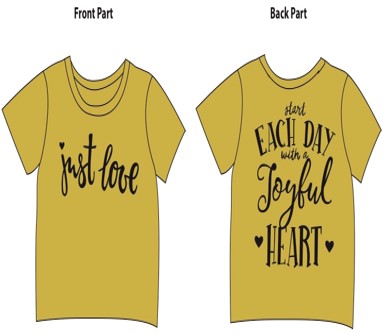 Front Part
Back Part
just love
start
EACH DAY
with a
Joyful
HEART